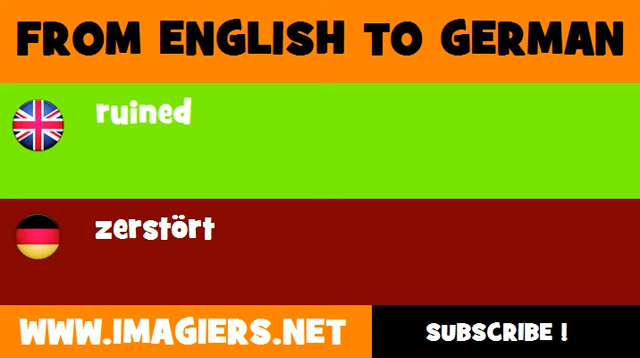 FROM ENGLISH TO GERMAN
ruined
zerstört
WWW.IMAGIERS.NET
SUBSCRIBE !